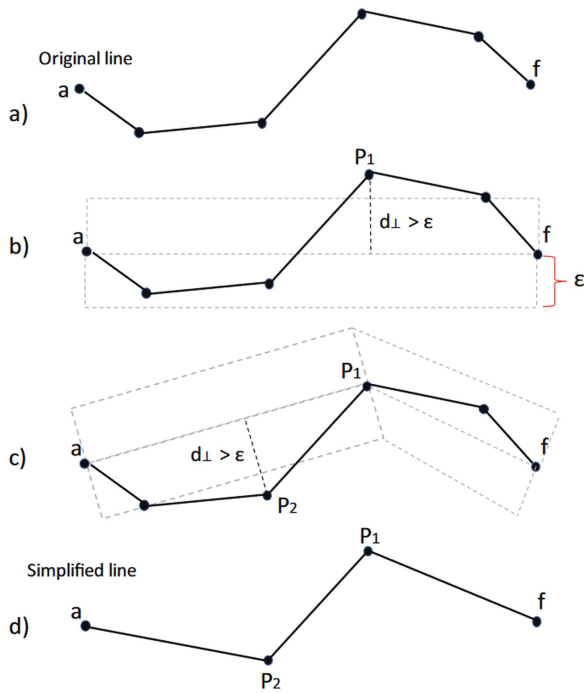 Original line
a
f
a)
P₁
a
d⊥ > ε
f
b)
ε
P₁
a
d⊥ > ε
f
c)
P₂
P₁
Simplified line
a
f
d)
P₂